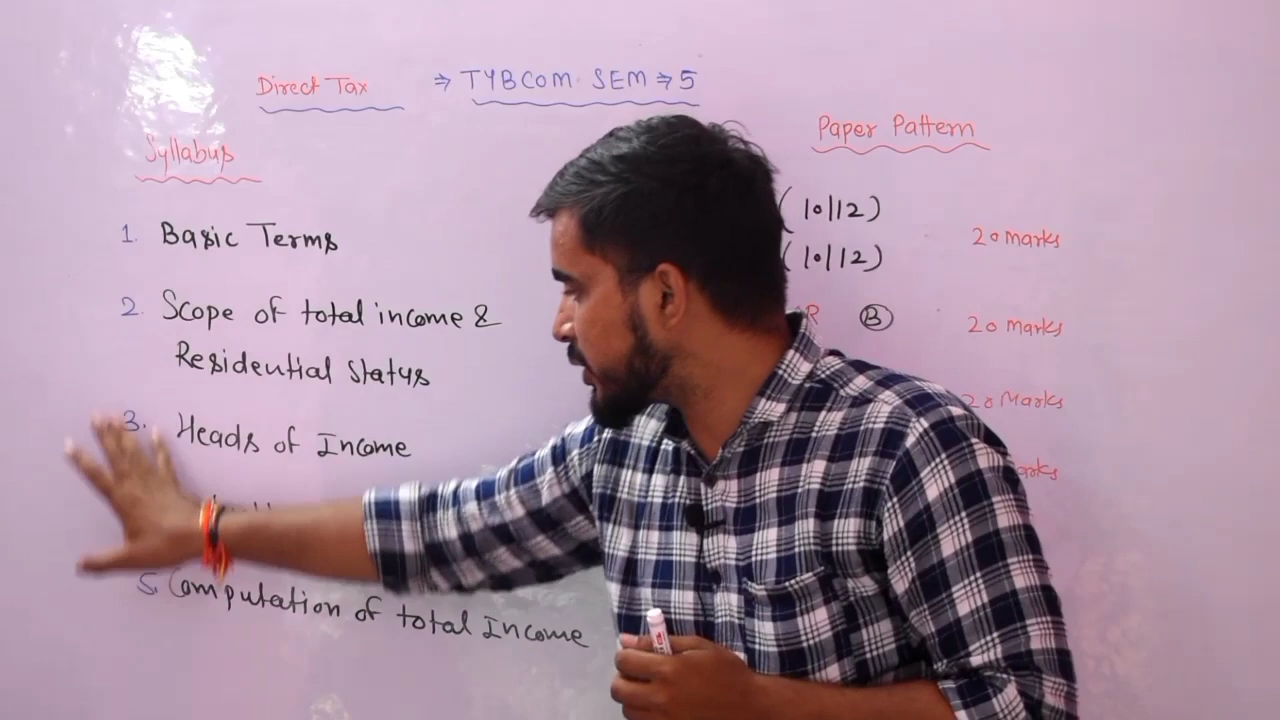 Direct Tax ⇒ TYBCOM SEM ⇒ 5
Syllabus
1. Basic Terms
2. Scope of total income &
Residential Status
3. Heads of Income
5. Computation of total Income
Paper Pattern
(10/12)
20 marks
(10/12)
OR B
20 marks
20 Marks